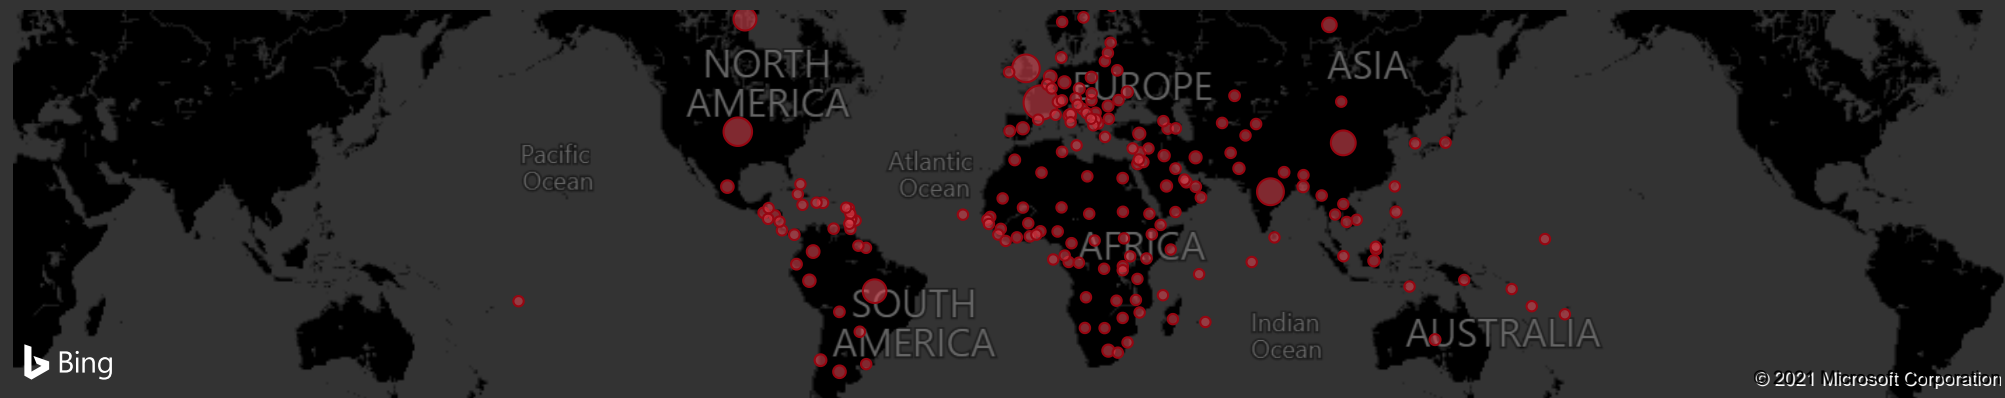 NORTH
AMERICA
EUROPE
ASIA
Pacific
Ocean
Atlantic
Ocean
AFRICA
SOUTH
AMERICA
Indian
Ocean
AUSTRALIA
Bing
© 2021 Microsoft Corporation